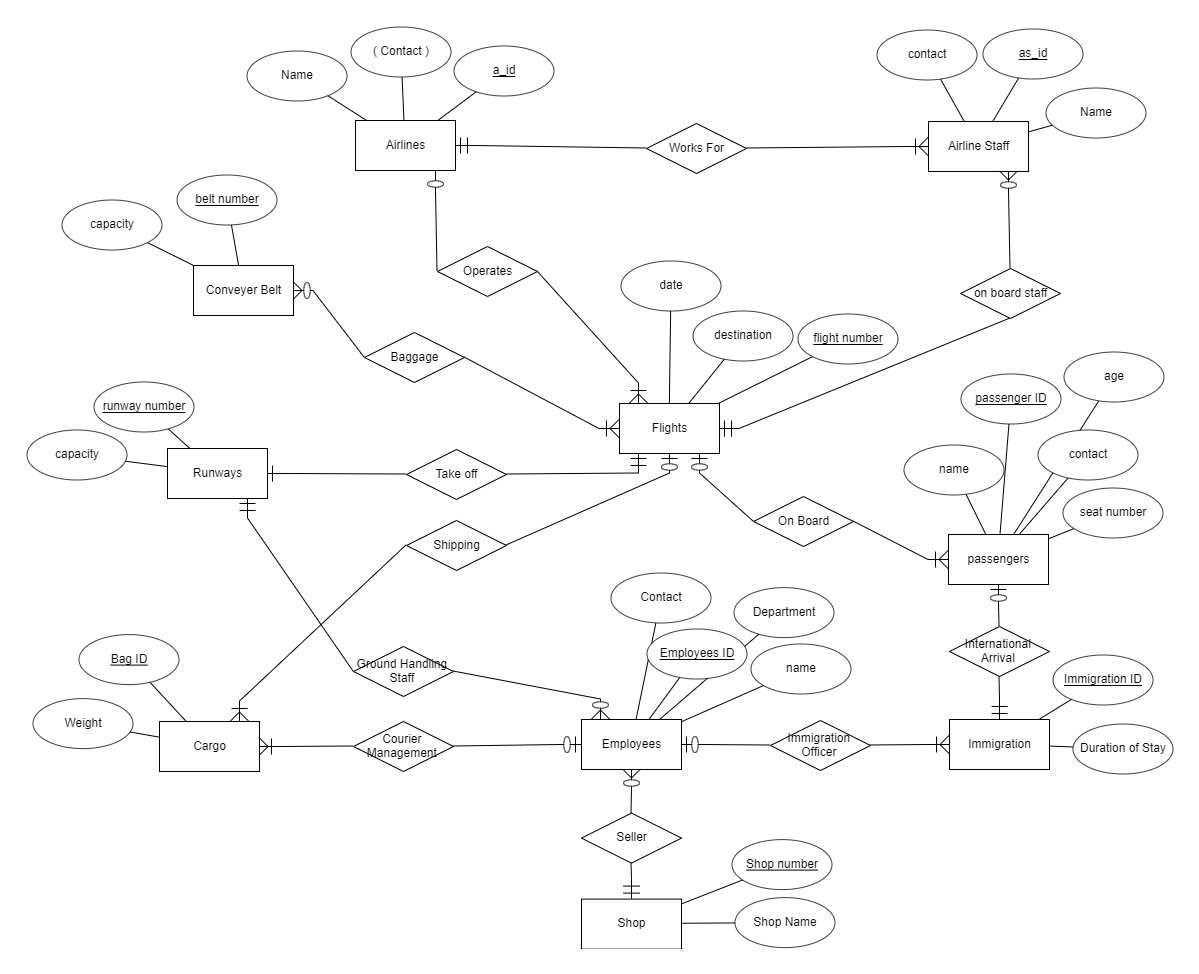 ( Contact )
Name
a_id
contact
as_id
Name
Airlines
Works For
Airline Staff
belt number
capacity
Conveyer Belt
Operates
on board staff
date
destination
flight number
Baggage
runway number
capacity
Runways
Flights
Take off
passenger ID
age
contact
name
seat number
On Board
Shipping
passengers
Contact
Department
Employees ID
name
International
Arrival
Bag ID
Weight
Ground Handling
Staff
Immigration ID
Duration of Stay
Cargo
Courier
Management
Employees
Immigration
Officer
Immigration
Seller
Shop number
Shop
Shop Name